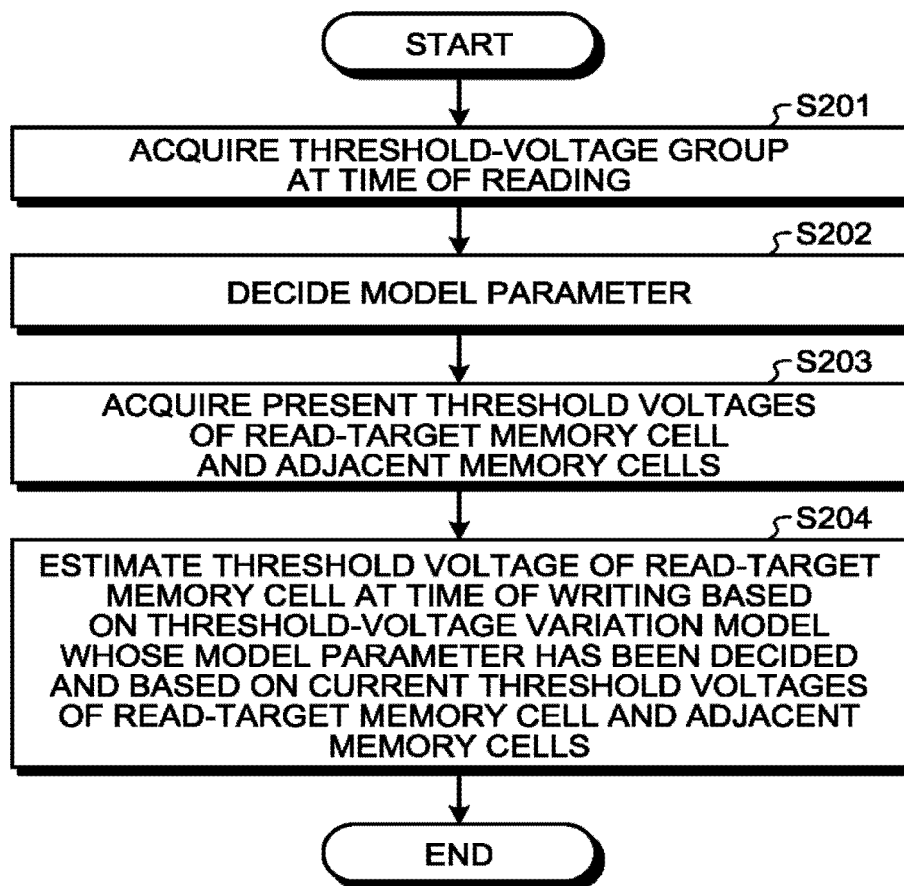 START
S201
ACQUIRE THRESHOLD-VOLTAGE GROUP
AT TIME OF READING
S202
DECIDE MODEL PARAMETER
S203
ACQUIRE PRESENT THRESHOLD VOLTAGES
OF READ-TARGET MEMORY CELL
AND ADJACENT MEMORY CELLS
S204
ESTIMATE THRESHOLD VOLTAGE OF READ-TARGET
MEMORY CELL AT TIME OF WRITING BASED
ON THRESHOLD-VOLTAGE VARIATION MODEL
WHOSE MODEL PARAMETER HAS BEEN DECIDED
AND BASED ON CURRENT THRESHOLD VOLTAGES
OF READ-TARGET MEMORY CELL AND ADJACENT
MEMORY CELLS
END